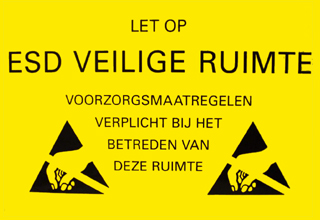 LET OP
ESD VEILIGE RUIMTE
VOORZORGSMAATREGELEN
VERPLICHT BIJ HET
BETREDEN VAN
DEZE RUIMTE